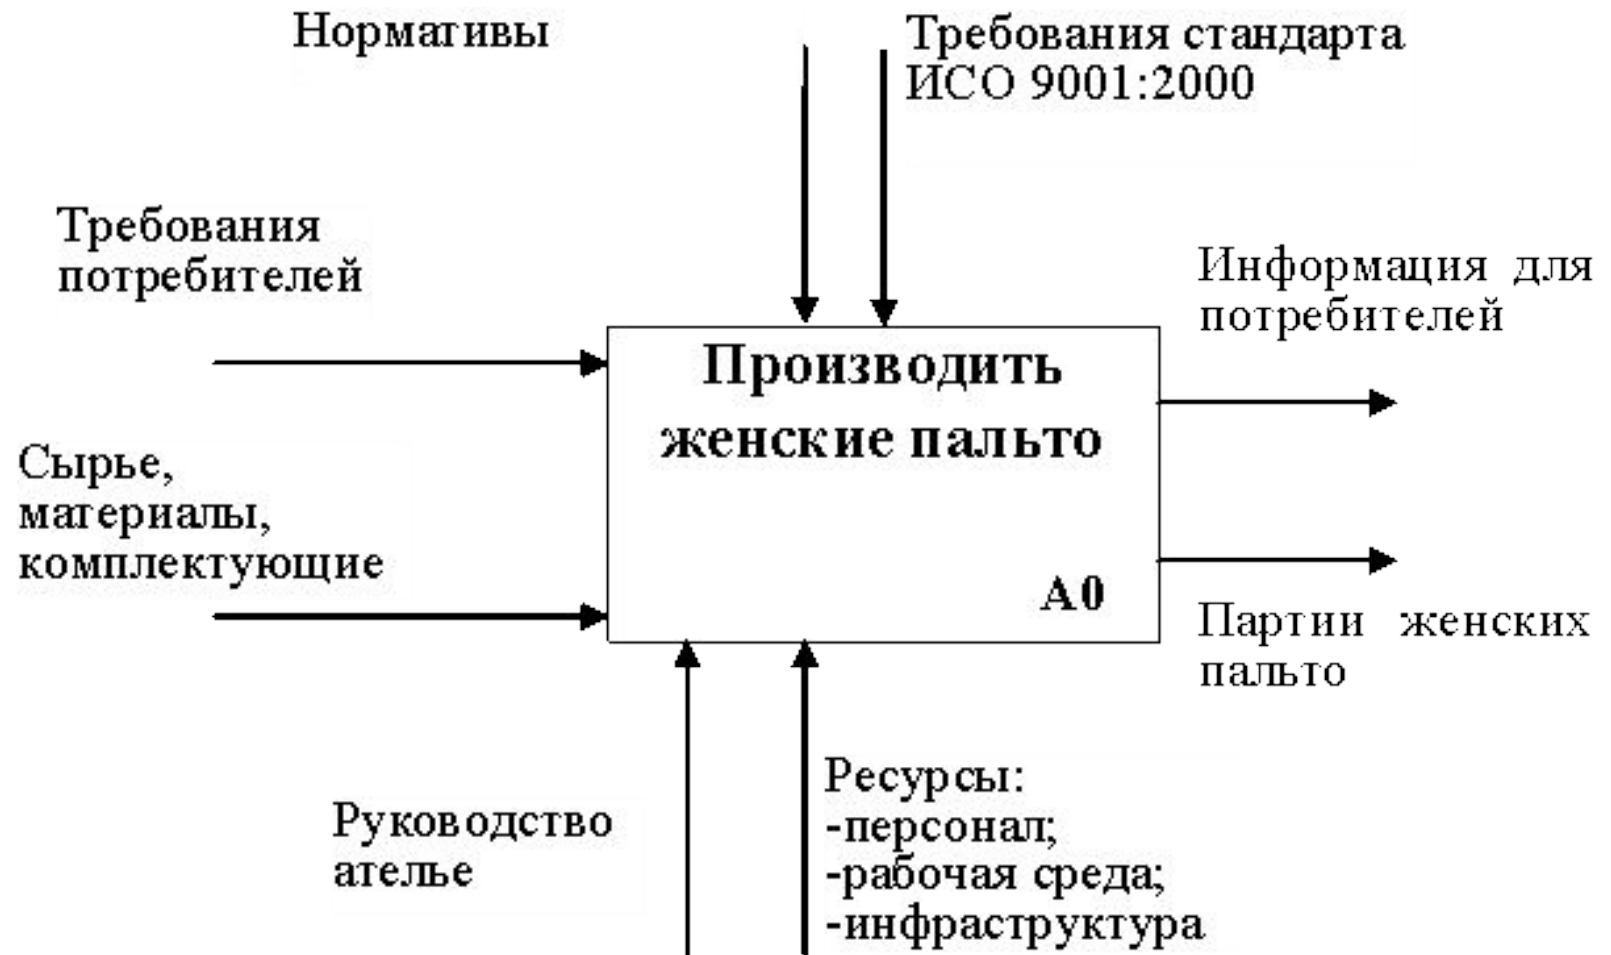 Нормативы
Требования стандарта
ИСО 9001:2000
Требования
потребителей
Информация для
потребителей
Производить
женские пальто
Сырье,
материалы,
комплектующие
А0
Партии женских
пальто
Руководство
ателье
Ресурсы:
-персонал;
-рабочая среда;
-инфраструктура